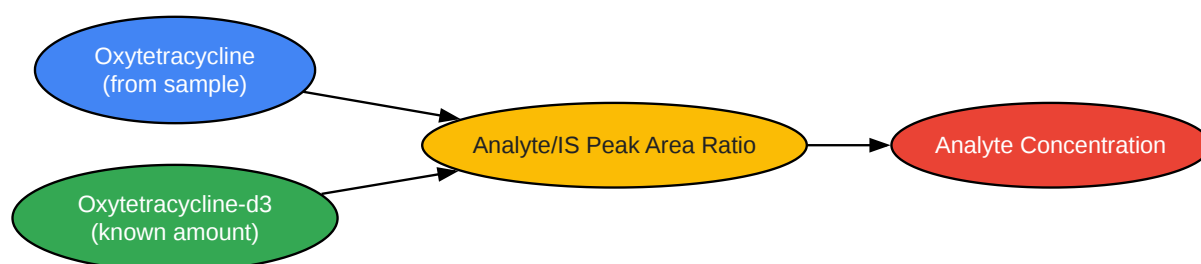 Oxytetracycline
(from sample)
Analyte/IS Peak Area Ratio
Analyte Concentration
Oxytetracycline-d3
(known amount)